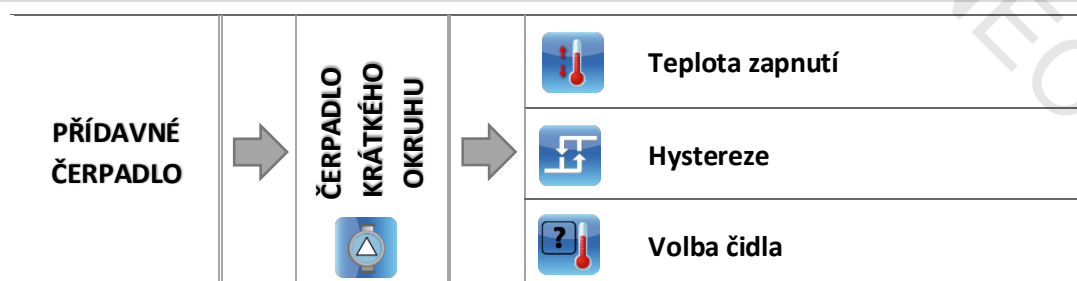 PŘÍDAVNÉ
ČERPADLO
ČERPADLO
KRÁTKÉHO
OKRUHU
Teplota zapnutí
Hystereze
?
Volba čidla